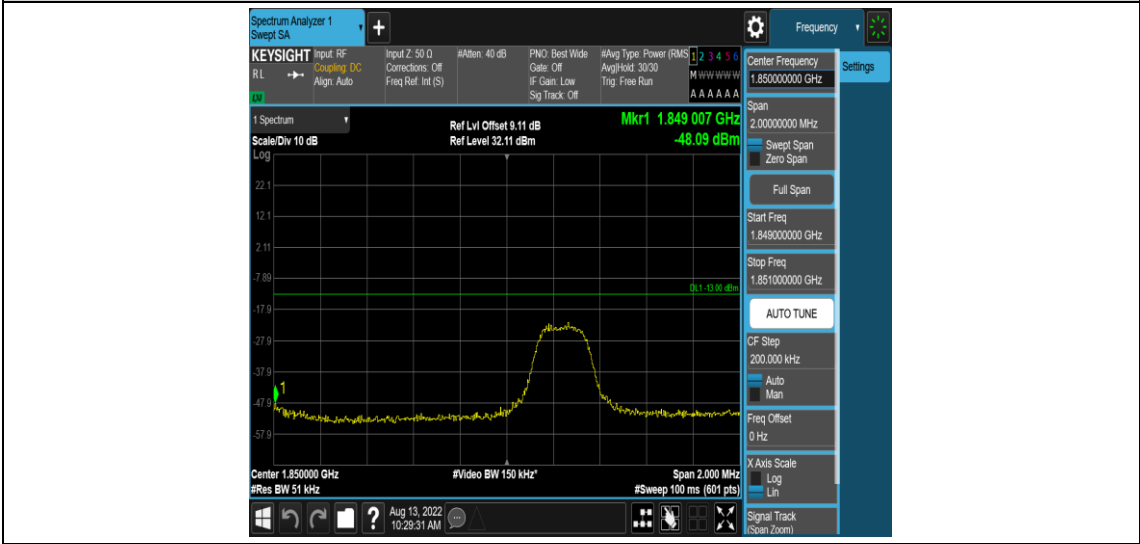 Spectrum Analyzer 1
Swept SA
+
Frequency
KEYSIGHT Input: RF Input Z: 50 Ω #Atten: 40 dB PNO: Best Wide #Avg Type: Power (RMS 1 2 3 4 5 6
RL Coupling: DC Corrections: Off Gate: Off Avg|Hold: 30/30 M W W W W W
Align: Auto Freq Ref: Int (S) IF Gain: Low Trig: Free Run
Sig Track: Off A A A A A A
1 Spectrum Ref Lvl Offset 9.11 dB Mkr1 1.849 007 GHz
Scale/Div 10 dB Ref Level 32.11 dBm -48.09 dBm
Log
22.1
12.1
2.11
-7.89
DL1 -13.00 dBm
-17.9
-27.9
-37.9
1
-47.9
-57.9
Center 1.850000 GHz #Video BW 150 kHz* Span 2.000 MHz
#Res BW 51 kHz #Sweep 100 ms (601 pts)
? Aug 13, 2022
10:29:31 AM
Center Frequency
1.850000000 GHz
Settings
Span
2.00000000 MHz
Swept Span
Zero Span
Full Span
Start Freq
1.849000000 GHz
Stop Freq
1.851000000 GHz
AUTO TUNE
CF Step
200.000 kHz
Auto
Man
Freq Offset
0 Hz
X Axis Scale
Log
Lin
Signal Track
(Span Zoom)